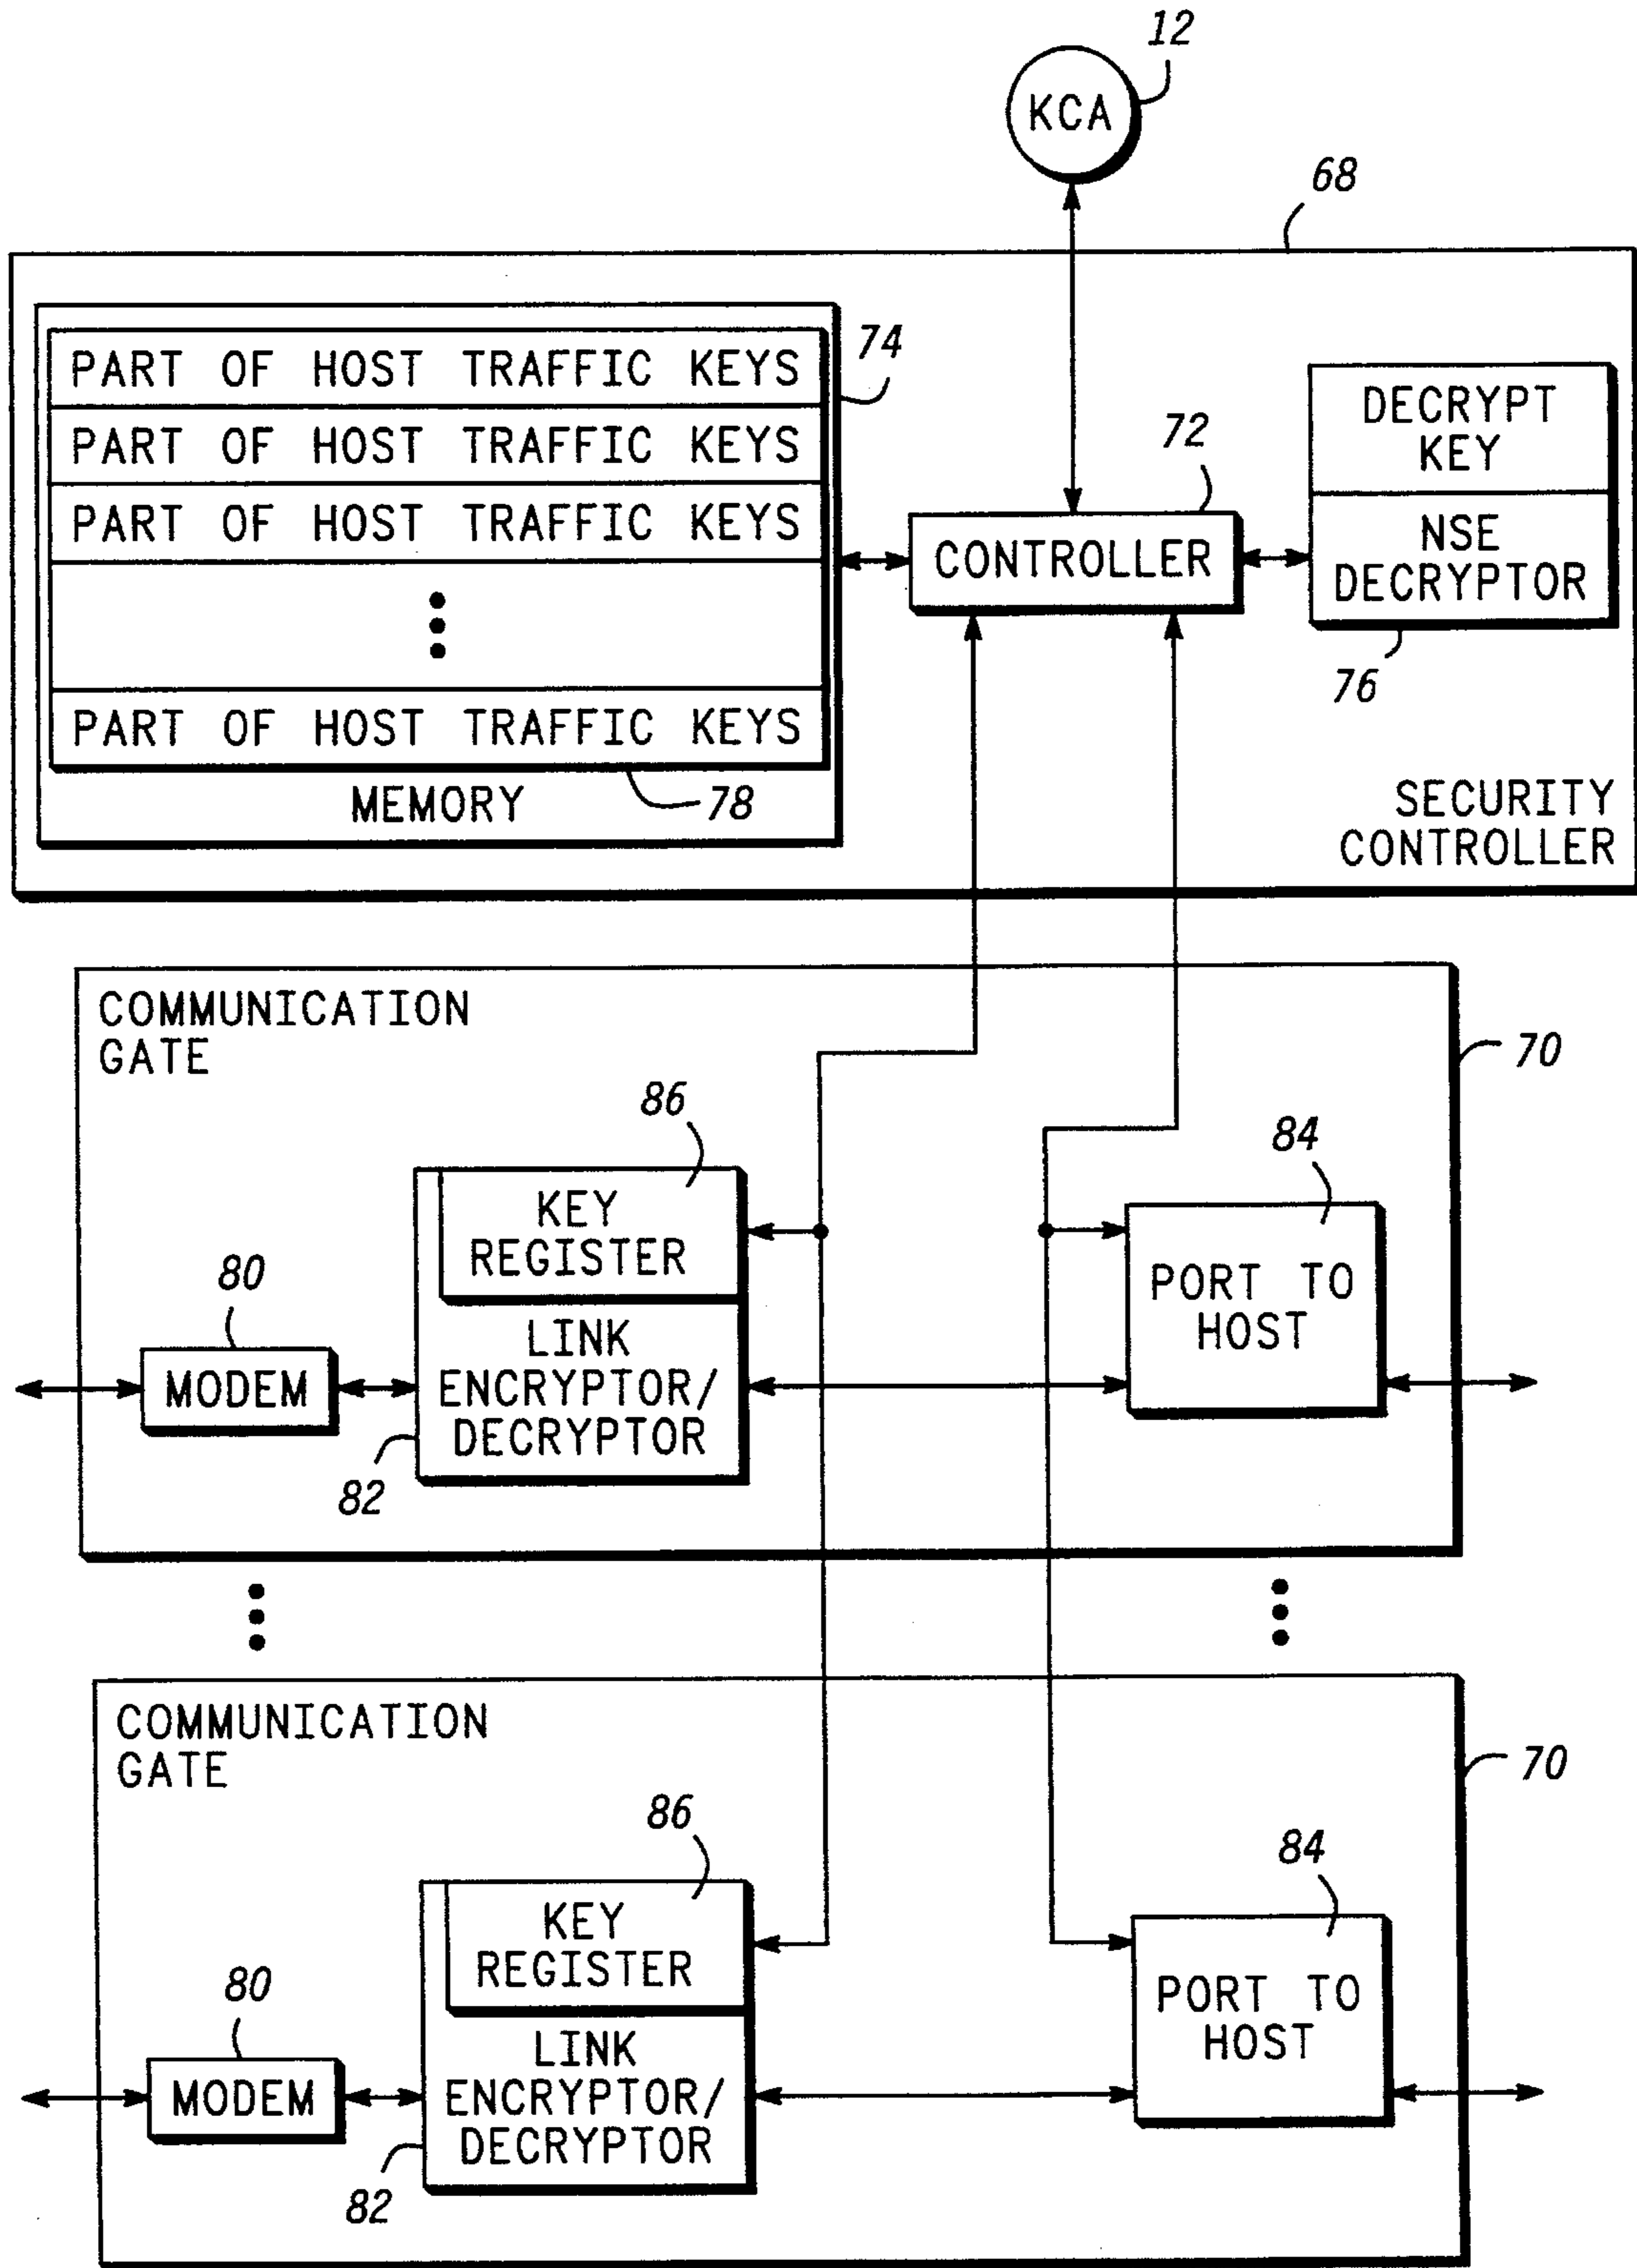 12
KCA
68
PART OF HOST TRAFFIC KEYS
74
PART OF HOST TRAFFIC KEYS
PART OF HOST TRAFFIC KEYS
PART OF HOST TRAFFIC KEYS
78
MEMORY
72
CONTROLLER
DECRYPT
KEY
NSE
DECRYPTOR
76
SECURITY
CONTROLLER
COMMUNICATION
GATE
70
86
KEY
REGISTER
84
PORT TO
HOST
80
MODEM
LINK
ENCRYPTOR/
DECRYPTOR
82
COMMUNICATION
GATE
70
86
KEY
REGISTER
84
PORT TO
HOST
80
MODEM
LINK
ENCRYPTOR/
DECRYPTOR
82